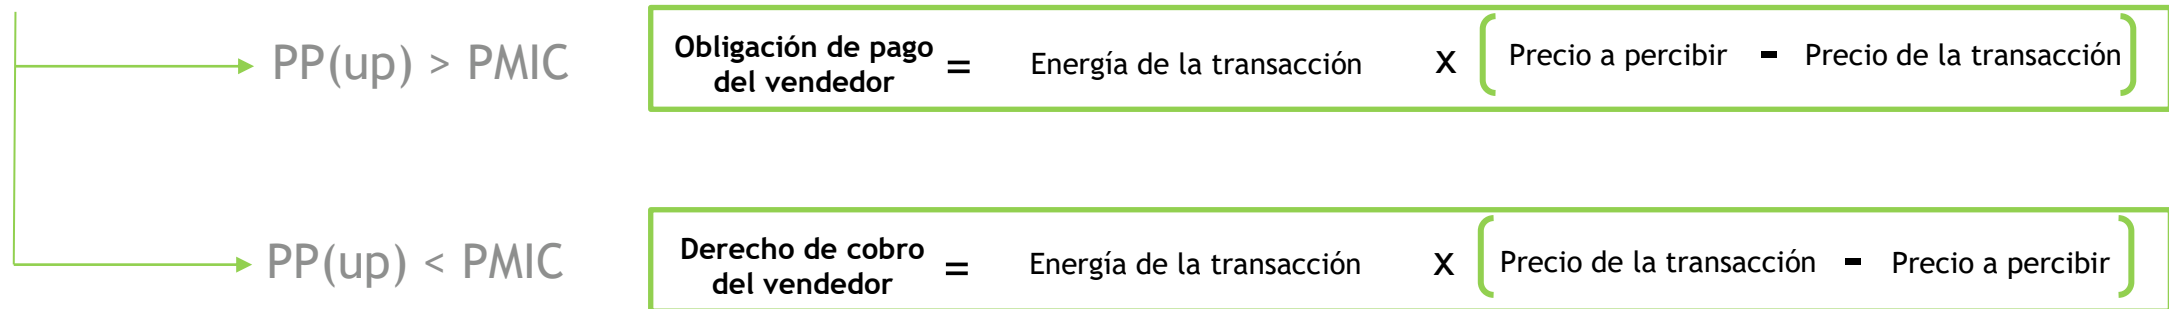 PP(up) > PMIC
Obligación de pago del vendedor = Energía de la transacción x ( Precio a percibir - Precio de la transacción )
PP(up) < PMIC
Derecho de cobro del vendedor = Energía de la transacción x ( Precio de la transacción - Precio a percibir )